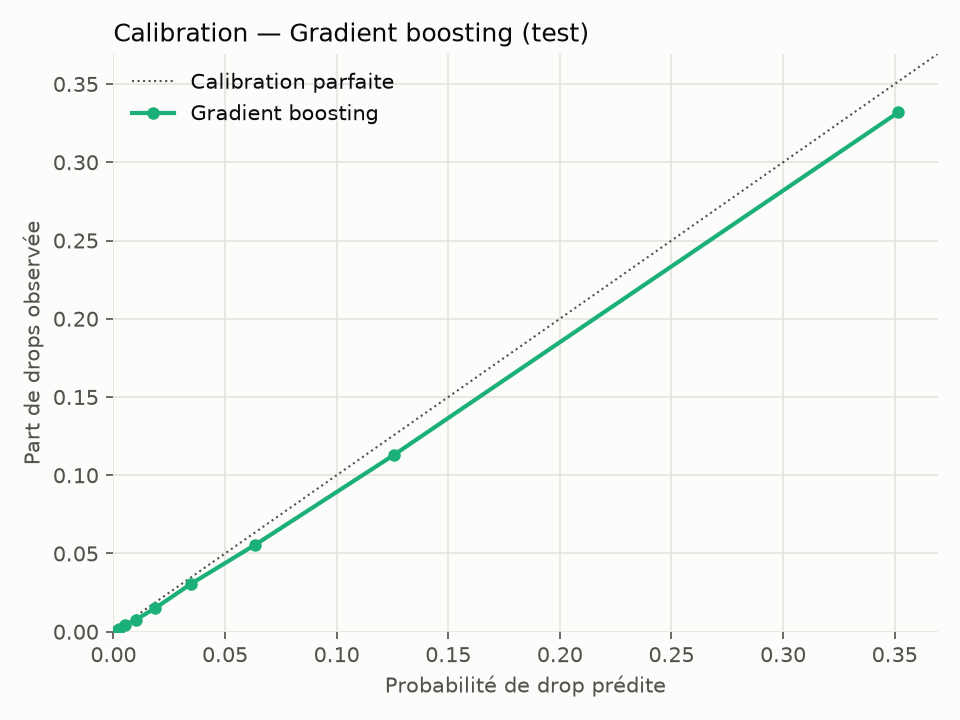 Calibration — Gradient boosting (test)
Calibration parfaite
Gradient boosting
Part de drops observée
0.35
0.30
0.25
0.20
0.15
0.10
0.05
0.00
0.00 0.05 0.10 0.15 0.20 0.25 0.30 0.35
Probabilité de drop prédite